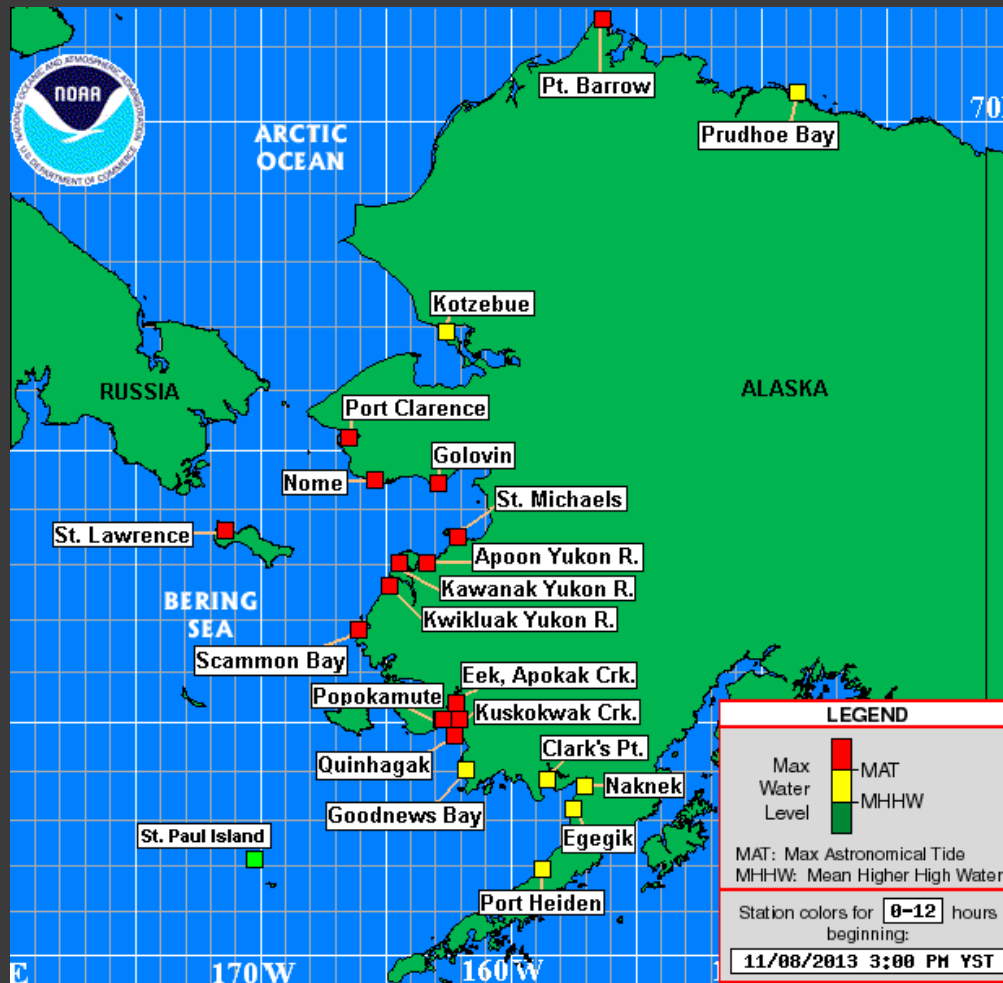 NATIONAL OCEANIC AND ATMOSPHERIC ADMINISTRATION
U.S. DEPARTMENT OF COMMERCE
NOAA
Pt. Barrow
70
Prudhoe Bay
ARCTIC
OCEAN
Kotzebue
RUSSIA
ALASKA
Port Clarence
Golovin
Nome
St. Michaels
St. Lawrence
Apoon Yukon R.
Kawanak Yukon R.
BERING
SEA
Kwikluak Yukon R.
Scammon Bay
Eek, Apokak Crk.
Popokamute
Kuskokwak Crk.
Quinhagak
Clark's Pt.
Naknek
Goodnews Bay
Egegik
St. Paul Island
Port Heiden
E
170W
160W
LEGEND
Max
Water
Level
MAT
MHHW
MAT: Max Astronomical Tide
MHHW: Mean Higher High Water
Station colors for 0-12 hours
beginning:
11/08/2013 3:00 PM YST